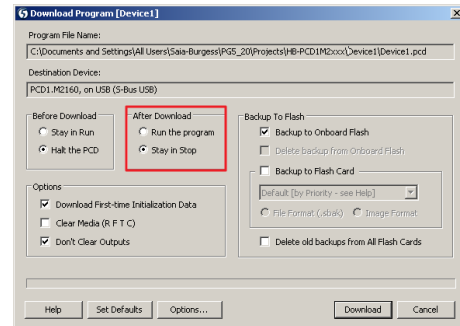 Download Program [Device1]
Program File Name:
C:\Documents and Settings\All Users\Saia-Burgess\PG5_20\Projects\HB-PCD1M2xxx\Device1\Device1.pcd
Destination Device:
PCD1.M2160, on USB (S-Bus USB)
Before Download
Stay in Run
Halt the PCD
After Download
Run the program
Stay in Stop
Options
Download First-time Initialization Data
Clear Media (R F T C)
Don't Clear Outputs
Backup To Flash
Backup to Onboard Flash
Delete backup from Onboard Flash
Backup to Flash Card
Default [by Priority - see Help]
File Format (.sbak) Image Format
Delete old backups from All Flash Cards
Help Set Defaults Options... Download Cancel